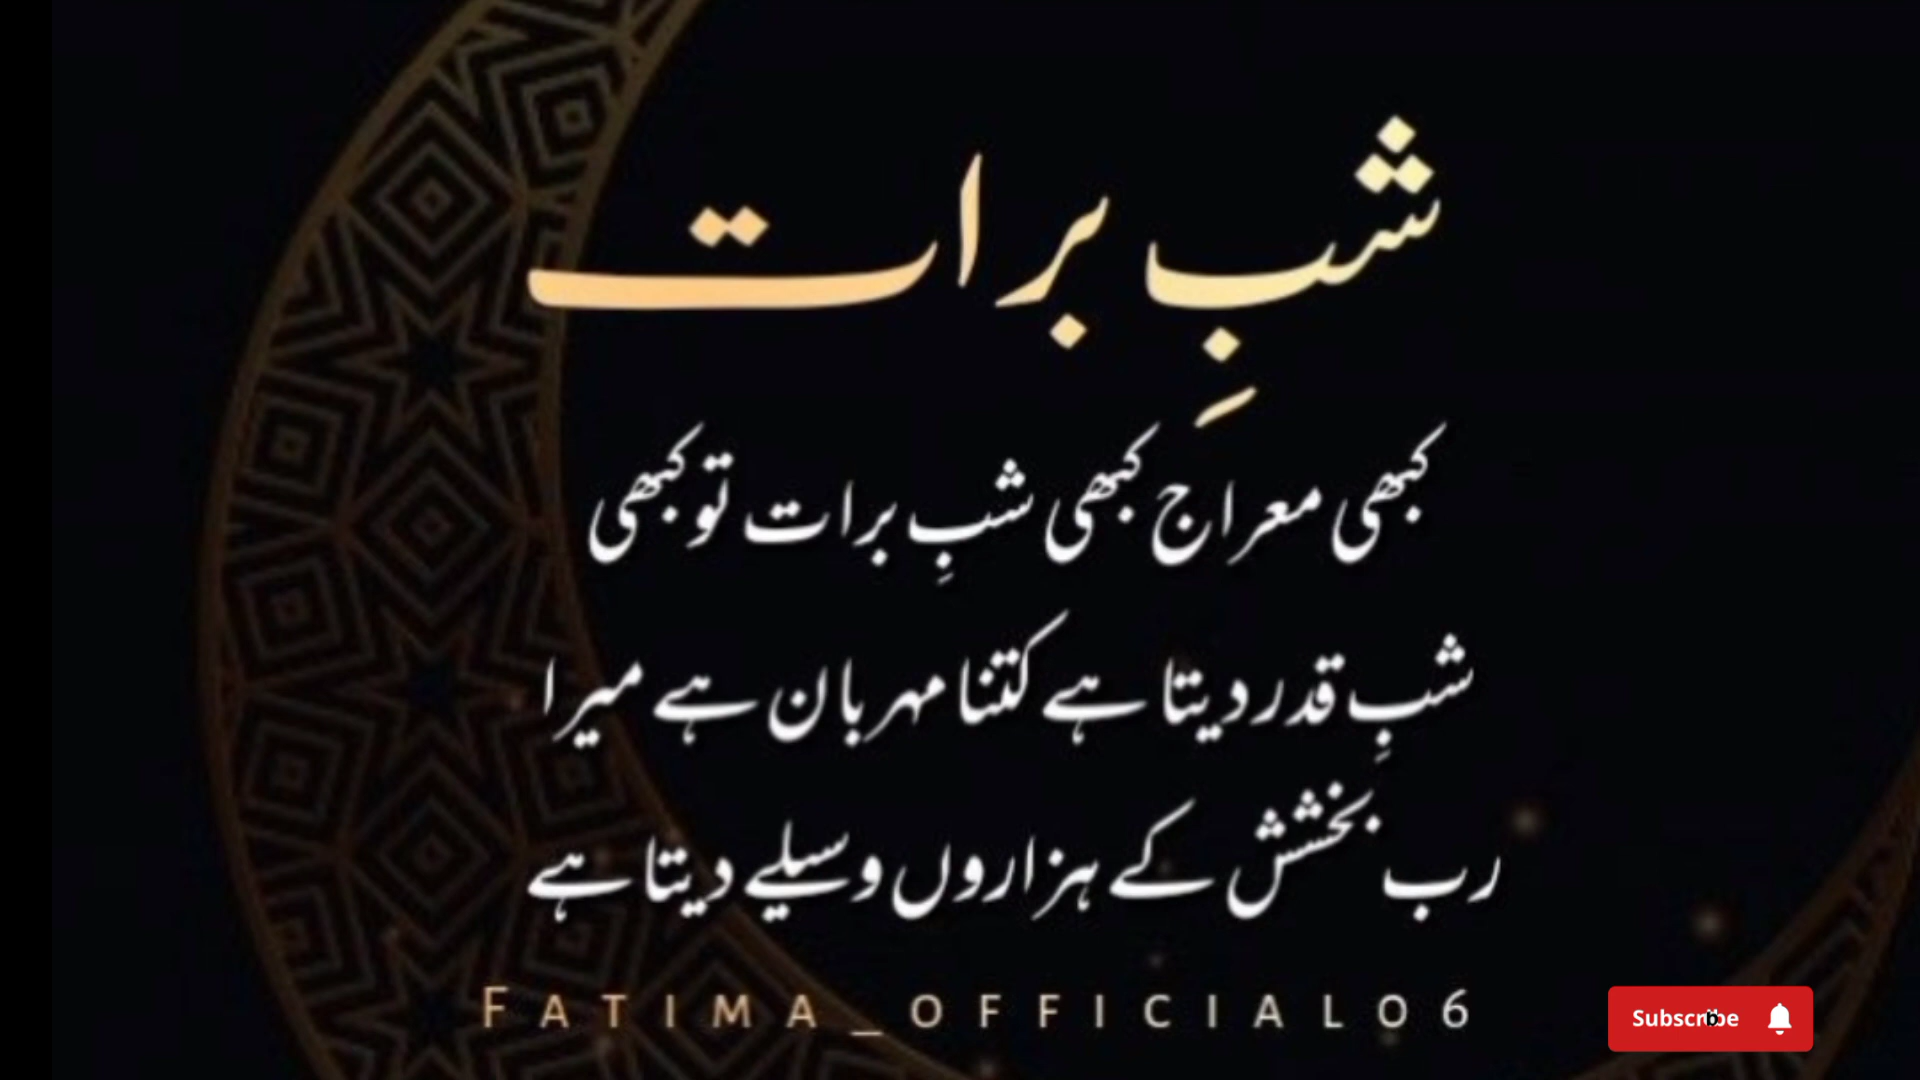 شبِ برات
کبھی معراج کبھی شبِ برات تو کبھی
شبِ قدر دیتا ہے کتنا مہربان ہے میرا
رب بخشش کے ہزاروں وسیلے دیتا ہے
FATIMA_OFFICIAL06
Subscribe